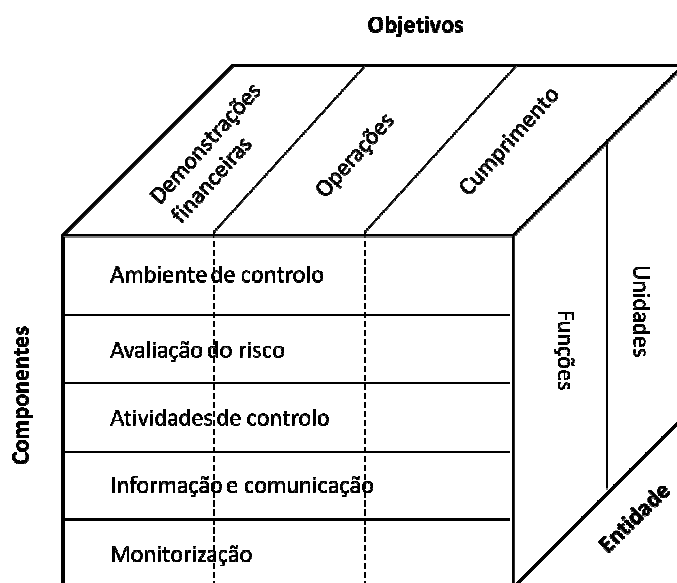 Objetivos
Demonstrações
financeiras
Operações
Cumprimento
Componentes
Ambiente de controlo
Avaliação do risco
Atividades de controlo
Informação e comunicação
Monitorização
Funções
Unidades
Entidade